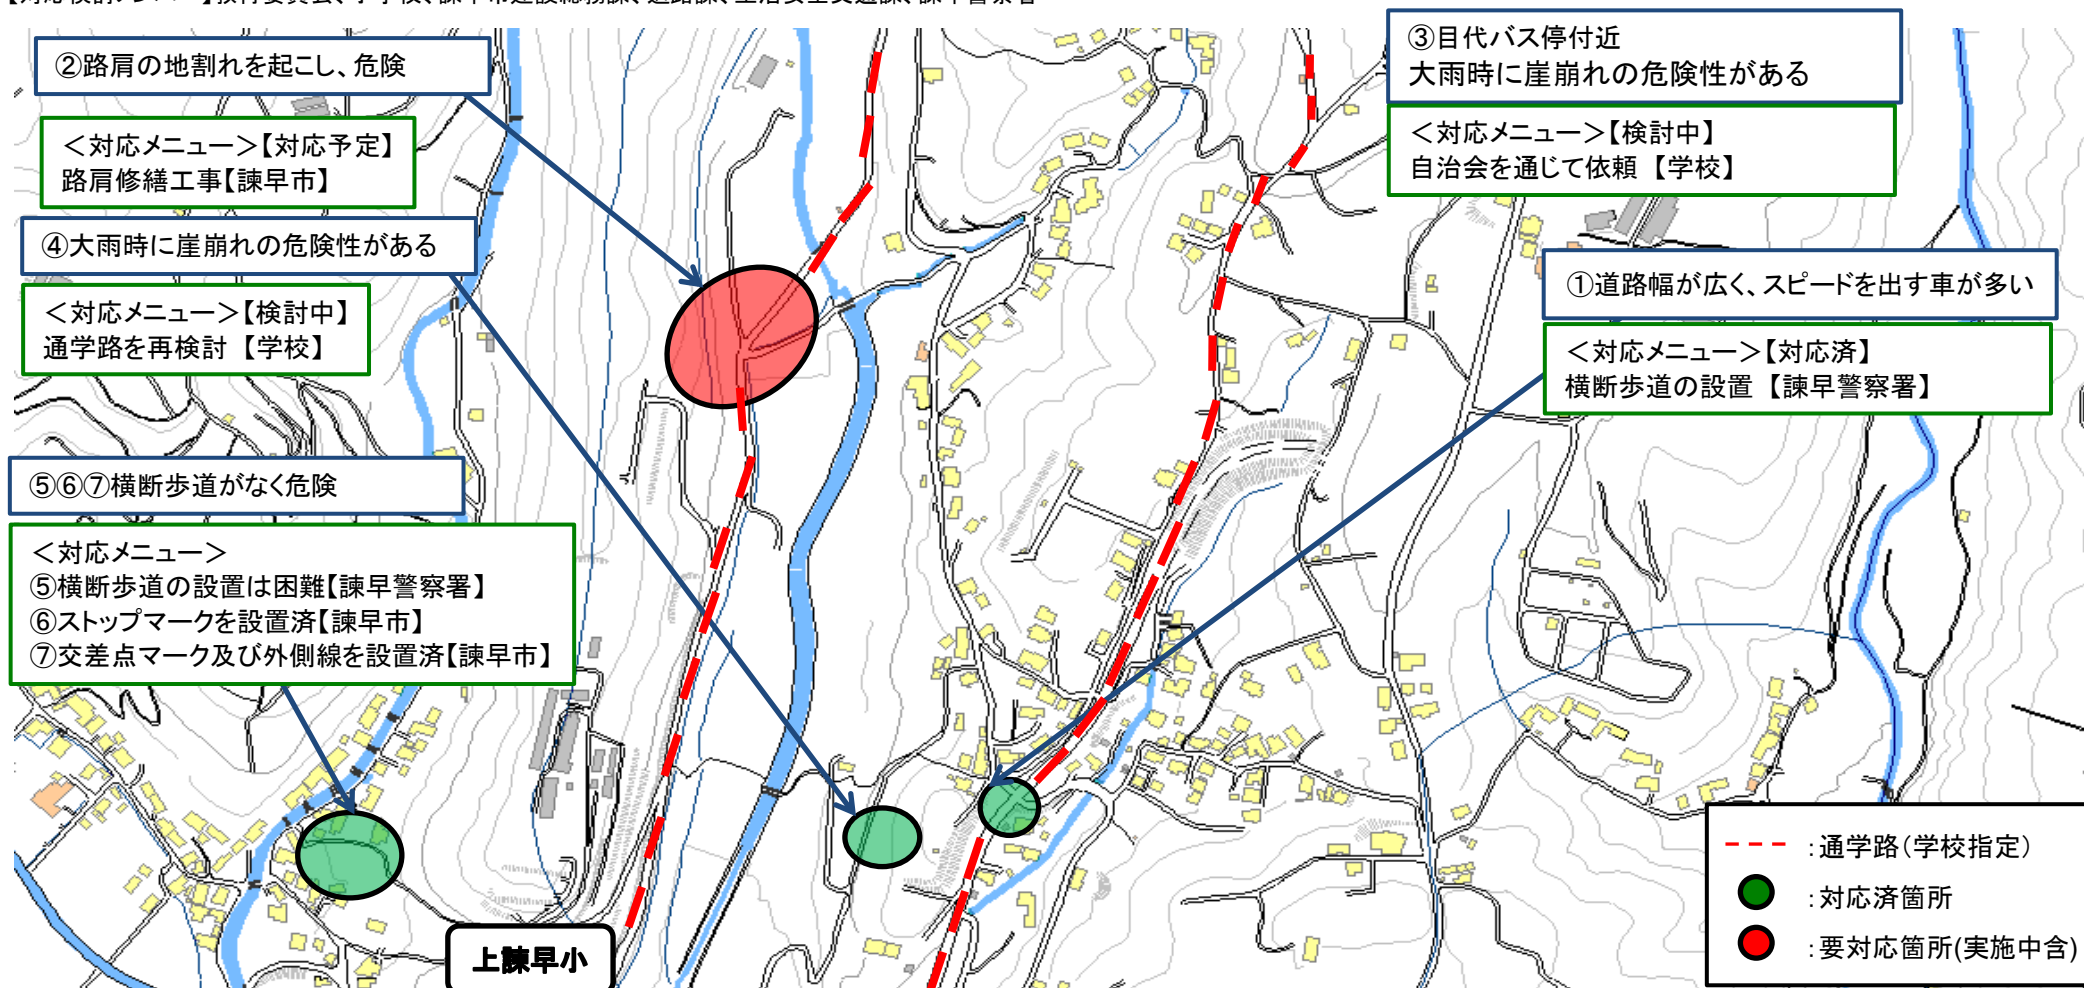 ②路肩の地割れを起こし、危険
＜対応メニュー＞【対応予定】
路肩修繕工事【諫早市】
④大雨時に崖崩れの危険性がある
＜対応メニュー＞【検討中】
通学路を再検討 【学校】
⑤⑥⑦横断歩道がなく危険
＜対応メニュー＞
⑤横断歩道の設置は困難【諫早警察署】
⑥ストップマークを設置済【諫早市】
⑦交差点マーク及び外側線を設置済【諫早市】
③目代バス停付近
大雨時に崖崩れの危険性がある
＜対応メニュー＞【検討中】
自治会を通じて依頼 【学校】
①道路幅が広く、スピードを出す車が多い
＜対応メニュー＞【対応済】
横断歩道の設置 【諫早警察署】
上諫早小
：通学路（学校指定）
：対応済箇所
：要対応箇所(実施中含)